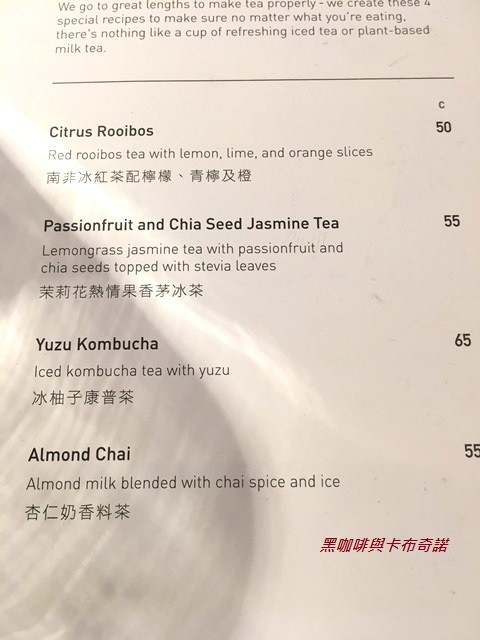 We go to great lengths to make tea properly - we create these 4
special recipes to make sure no matter what you're eating,
there's nothing like a cup of refreshing iced tea or plant-based
milk tea.
C
Citrus Rooibos 50
Red rooibos tea with lemon, lime, and orange slices
南非冰紅茶配檸檬、青檸及橙
Passionfruit and Chia Seed Jasmine Tea 55
Lemongrass jasmine tea with passionfruit and
chia seeds topped with stevia leaves
茉莉花熱情果香茅冰茶
Yuzu Kombucha 65
Iced kombucha tea with yuzu
冰柚子康普茶
Almond Chai 55
Almond milk blended with chai spice and ice
杏仁奶香料茶
黑咖啡與卡布奇諾